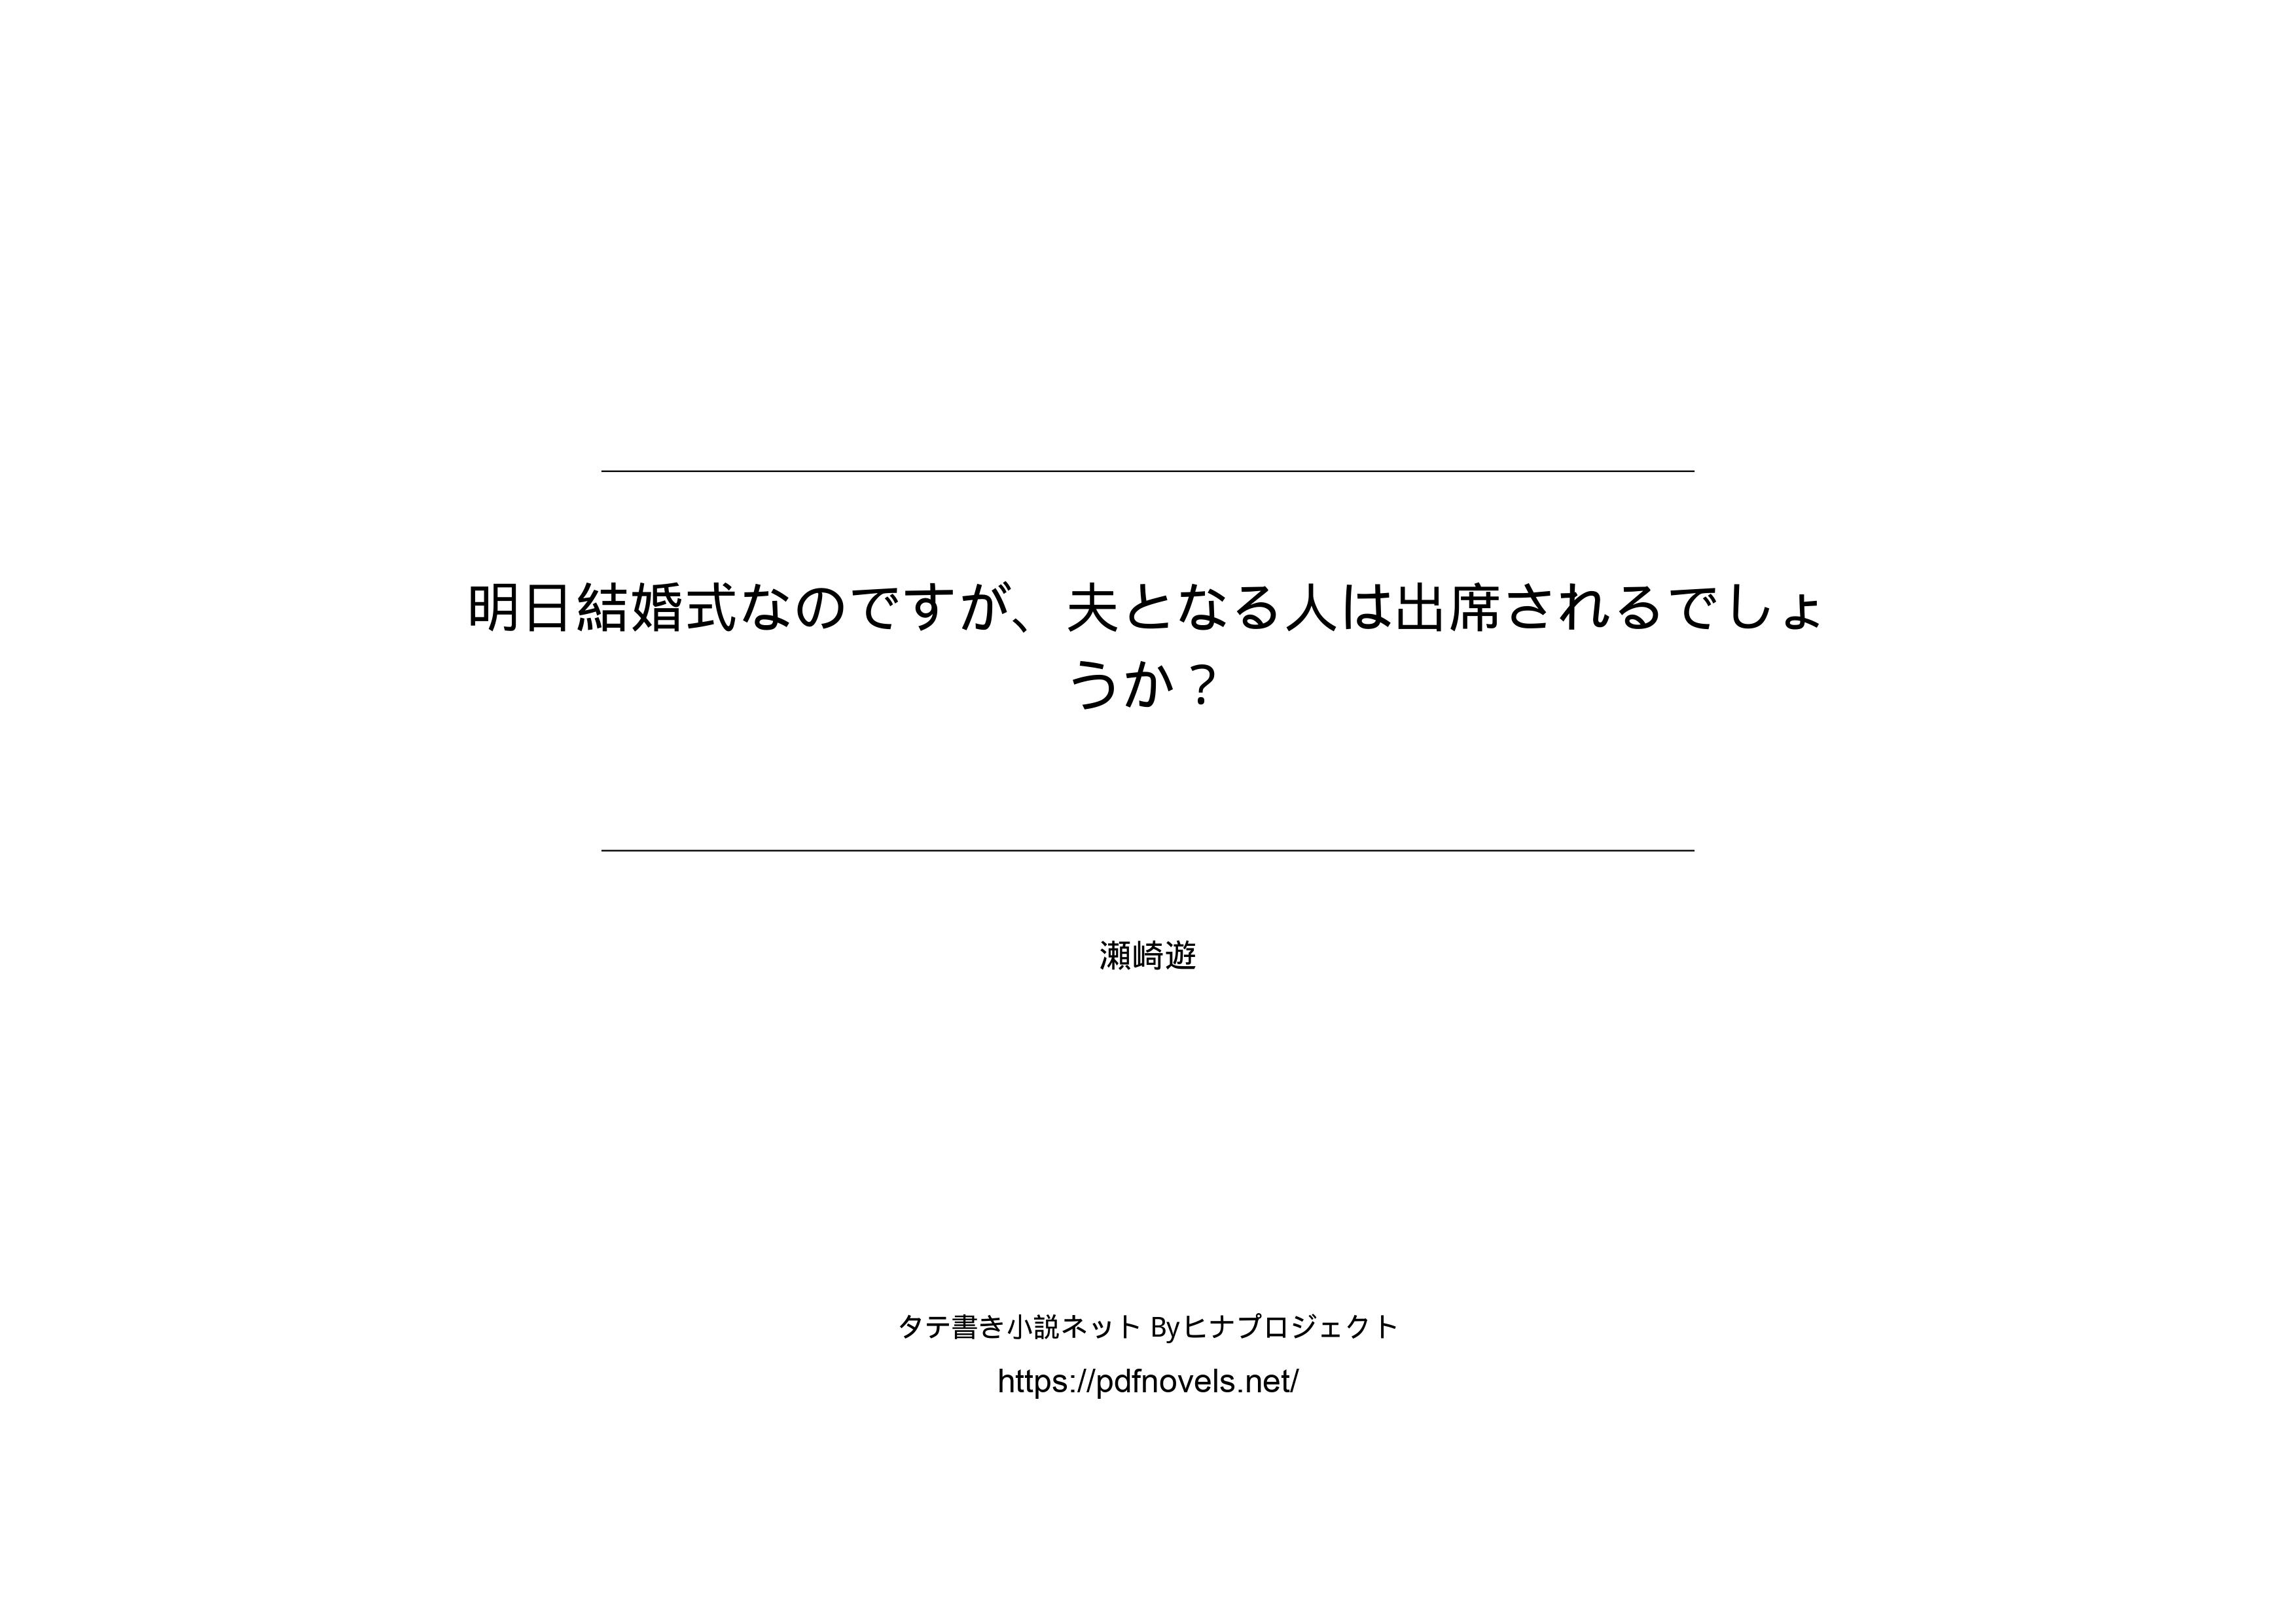 明日結婚式なのですが、夫となる人は出席されるでしょ
うか？
瀬崎遊
タテ書き小説ネット Byヒナプロジェクト
https://pdfnovels.net/